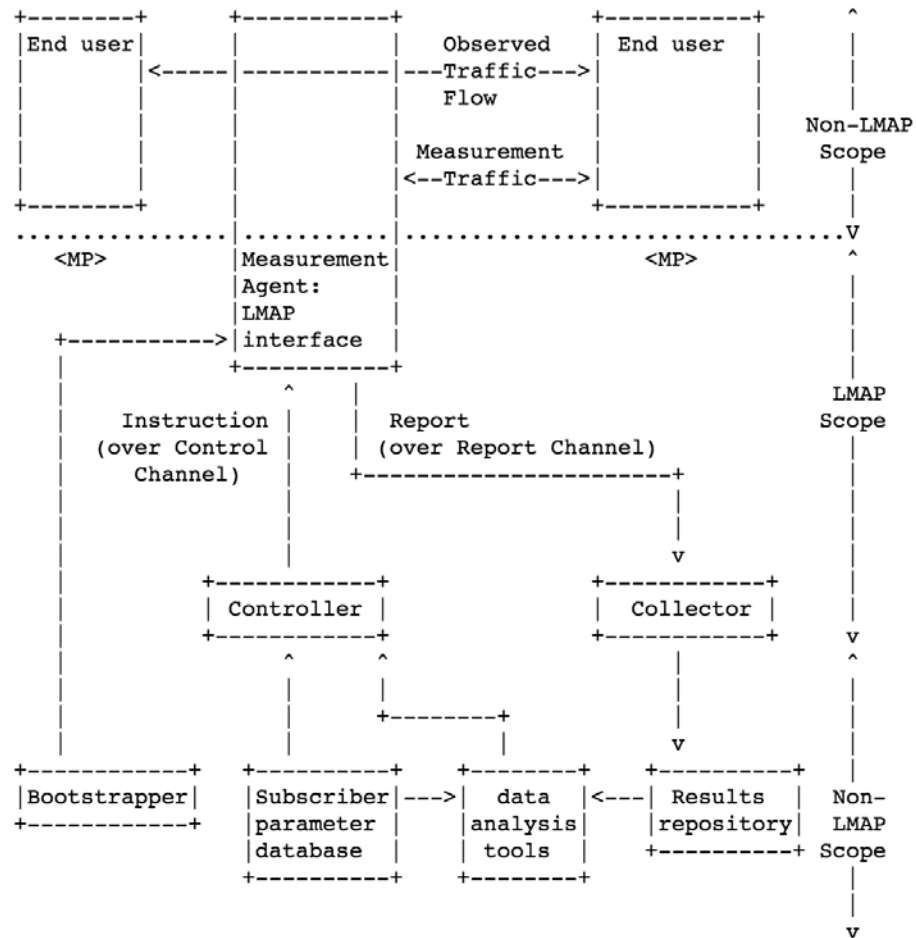 End user
Observed
End user
Traffic
Flow
Non-LMAP
Measurement
Scope
Traffic
<MP>
Measurement
<MP>
Agent:
LMAP
interface
LMAP
Instruction
Report
Scope
(over Control
(over Report Channel)
Channel)
Controller
Collector
Bootstrapper
Subscriber
data
Results
Non-
parameter
analysis
repository
LMAP
database
tools
Scope